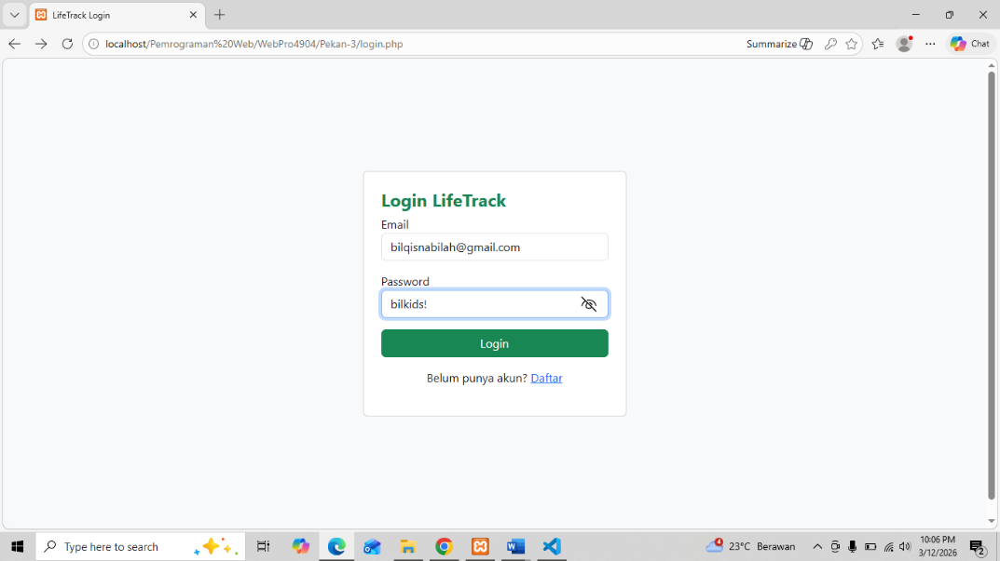 LifeTrack Login
localhost/Pemrograman%20Web/WebPro4904/Pekan-3/login.php
Summarize
Chat
Login LifeTrack
Email
bilqisnabilah@gmail.com
Password
bilkids!
Login
Belum punya akun? Daftar
Type here to search
4
23°C Berawan
10:06 PM
3/12/2026
2